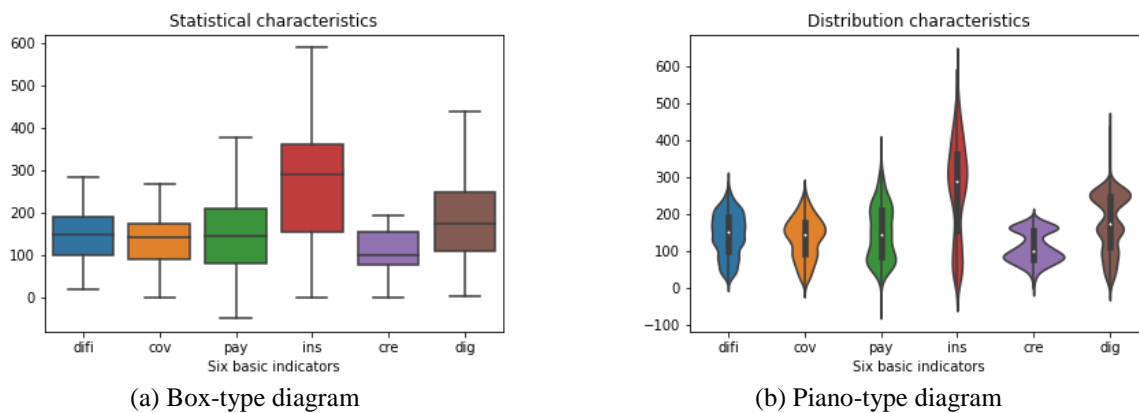 Statistical characteristics
600
500
400
300
200
100
0
difi cov pay ins cre dig
Six basic indicators
(a) Box-type diagram
Distribution characteristics
600
500
400
300
200
100
0
−100
difi cov pay ins cre dig
Six basic indicators
(b) Piano-type diagram